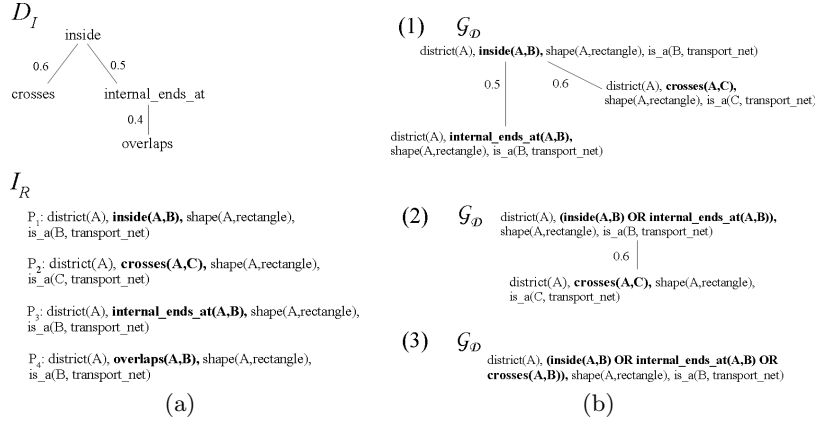 D_I
inside
0.6
0.5
crosses
internal_ends_at
0.4
overlaps
I_R
P_1: district(A), inside(A,B), shape(A,rectangle),
is_a(B, transport_net)
P_2: district(A), crosses(A,C), shape(A,rectangle),
is_a(C, transport_net)
P_3: district(A), internal_ends_at(A,B), shape(A,rectangle),
is_a(B, transport_net)
P_4: district(A), overlaps(A,B), shape(A,rectangle),
is_a(B, transport_net)
(a)
(1) G_D
district(A), inside(A,B), shape(A,rectangle), is_a(B, transport_net)
0.5
0.6
district(A), crosses(A,C),
shape(A,rectangle), is_a(C, transport_net)
district(A), internal_ends_at(A,B),
shape(A,rectangle), is_a(B, transport_net)
(2) G_D district(A), (inside(A,B) OR internal_ends_at(A,B)),
shape(A,rectangle), is_a(B, transport_net)
0.6
district(A), crosses(A,C), shape(A,rectangle),
is_a(C, transport_net)
(3) G_D
district(A), (inside(A,B) OR internal_ends_at(A,B) OR
crosses(A,B)), shape(A,rectangle), is_a(B, transport_net)
(b)